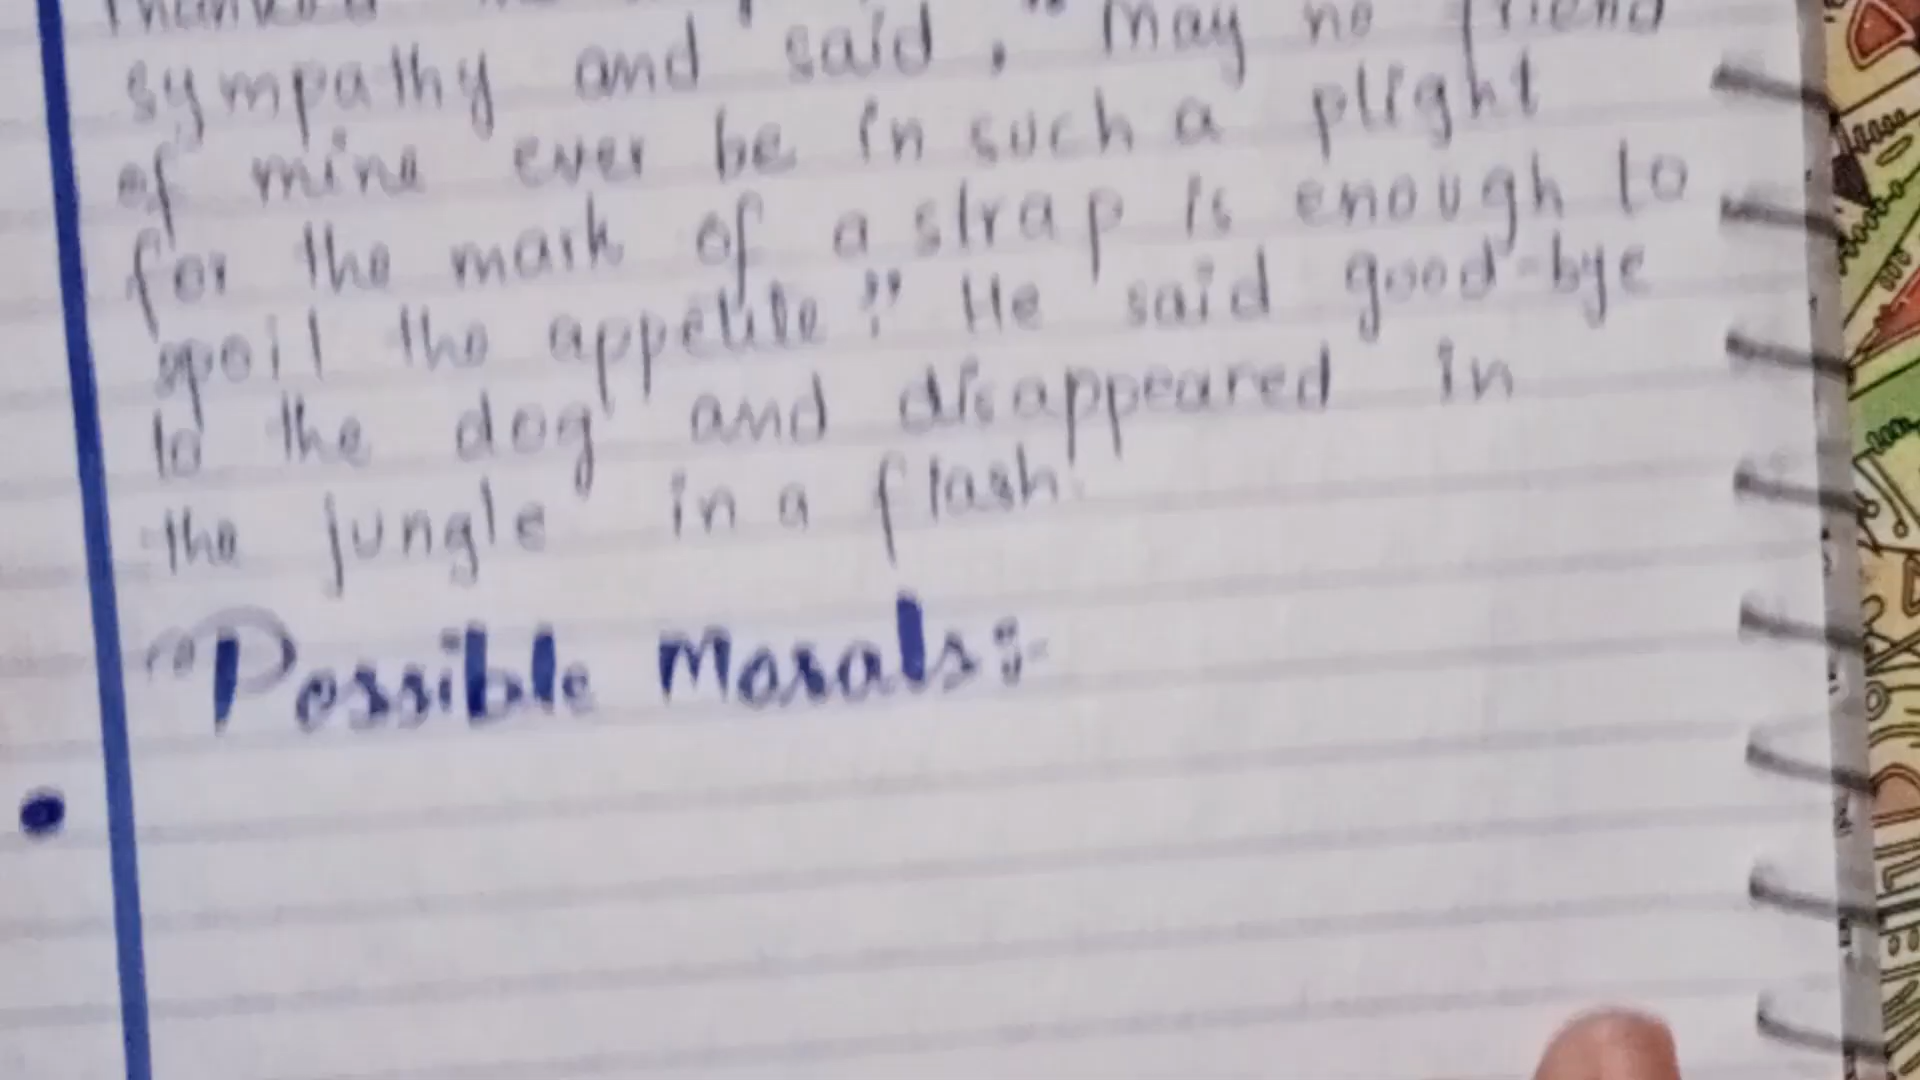 sympathy and said, "May no friend
of mine ever be in such a plight
for the mark of a strap is enough to
spoil the appetite!" He said good-bye
to the dog and disappeared in
the jungle in a flash.
Possible Morals:-